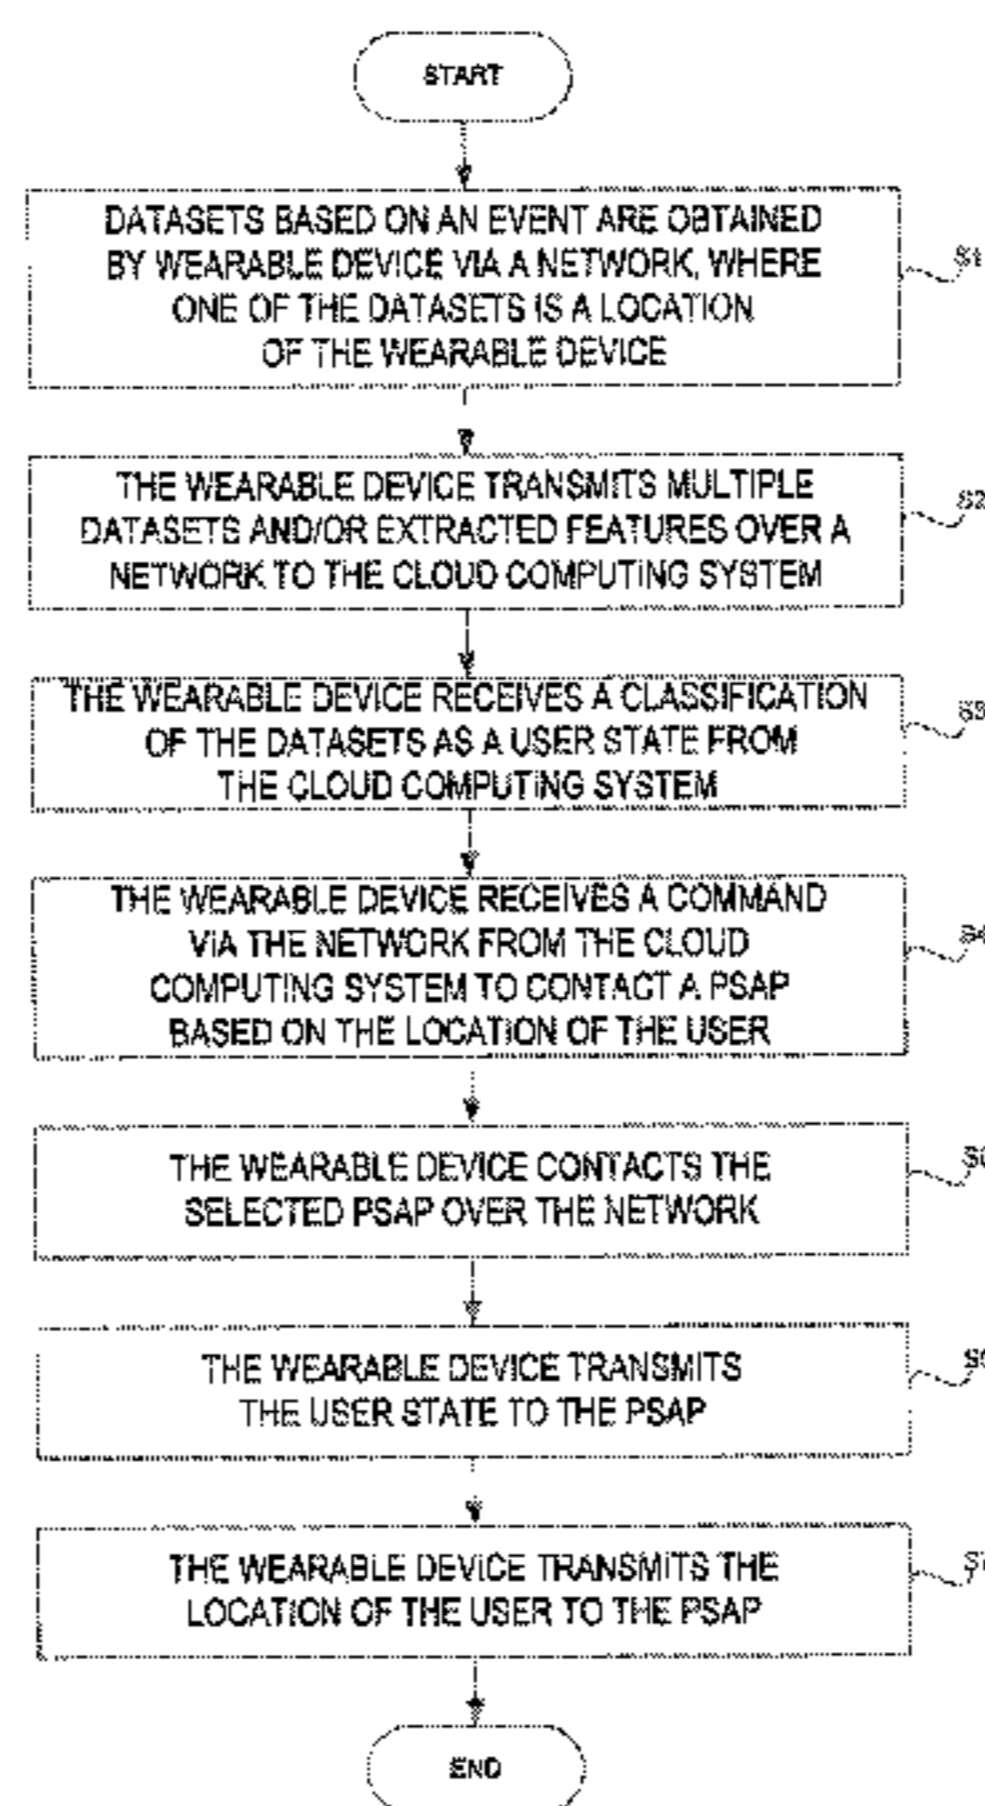 START
DATASETS BASED ON AN EVENT ARE OBTAINED
BY WEARABLE DEVICE VIA A NETWORK, WHERE
ONE OF THE DATASETS IS A LOCATION
OF THE WEARABLE DEVICE
S1
THE WEARABLE DEVICE TRANSMITS MULTIPLE
DATASETS AND/OR EXTRACTED FEATURES OVER A
NETWORK TO THE CLOUD COMPUTING SYSTEM
S2
THE WEARABLE DEVICE RECEIVES A CLASSIFICATION
OF THE DATASETS AS A USER STATE FROM
THE CLOUD COMPUTING SYSTEM
S3
THE WEARABLE DEVICE RECEIVES A COMMAND
VIA THE NETWORK FROM THE CLOUD
COMPUTING SYSTEM TO CONTACT A PSAP
BASED ON THE LOCATION OF THE USER
THE WEARABLE DEVICE CONTACTS THE
SELECTED PSAP OVER THE NETWORK
THE WEARABLE DEVICE TRANSMITS
THE USER STATE TO THE PSAP
THE WEARABLE DEVICE TRANSMITS THE
LOCATION OF THE USER TO THE PSAP
END